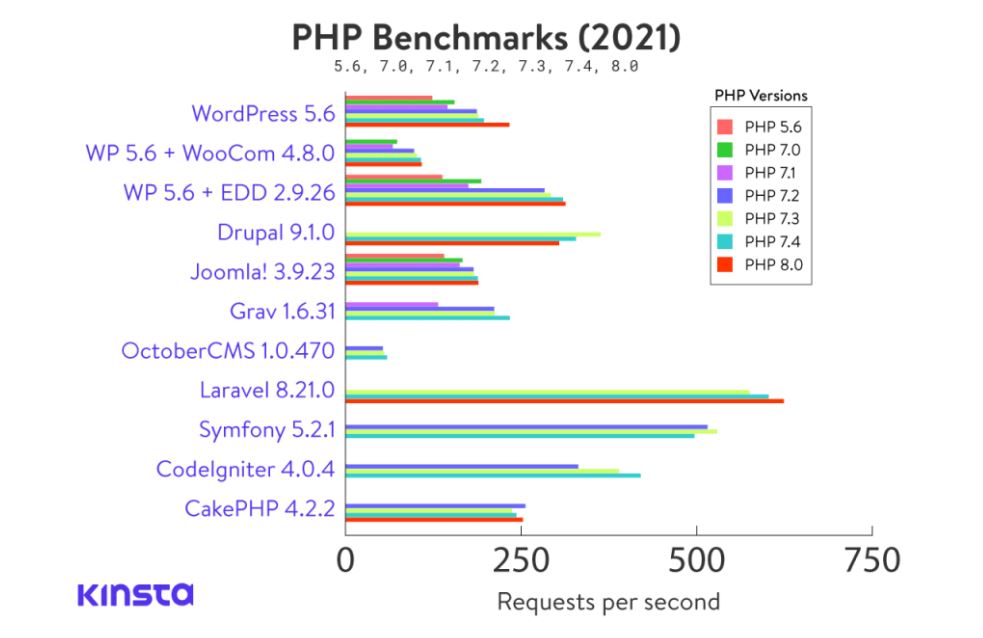 PHP Benchmarks (2021)
5.6, 7.0, 7.1, 7.2, 7.3, 7.4, 8.0
WordPress 5.6
WP 5.6 + WooCom 4.8.0
WP 5.6 + EDD 2.9.26
Drupal 9.1.0
Joomla! 3.9.23
Grav 1.6.31
OctoberCMS 1.0.470
Laravel 8.21.0
Symfony 5.2.1
CodeIgniter 4.0.4
CakePHP 4.2.2
PHP Versions
PHP 5.6
PHP 7.0
PHP 7.1
PHP 7.2
PHP 7.3
PHP 7.4
PHP 8.0
0 250 500 750
Requests per second
KINSTA